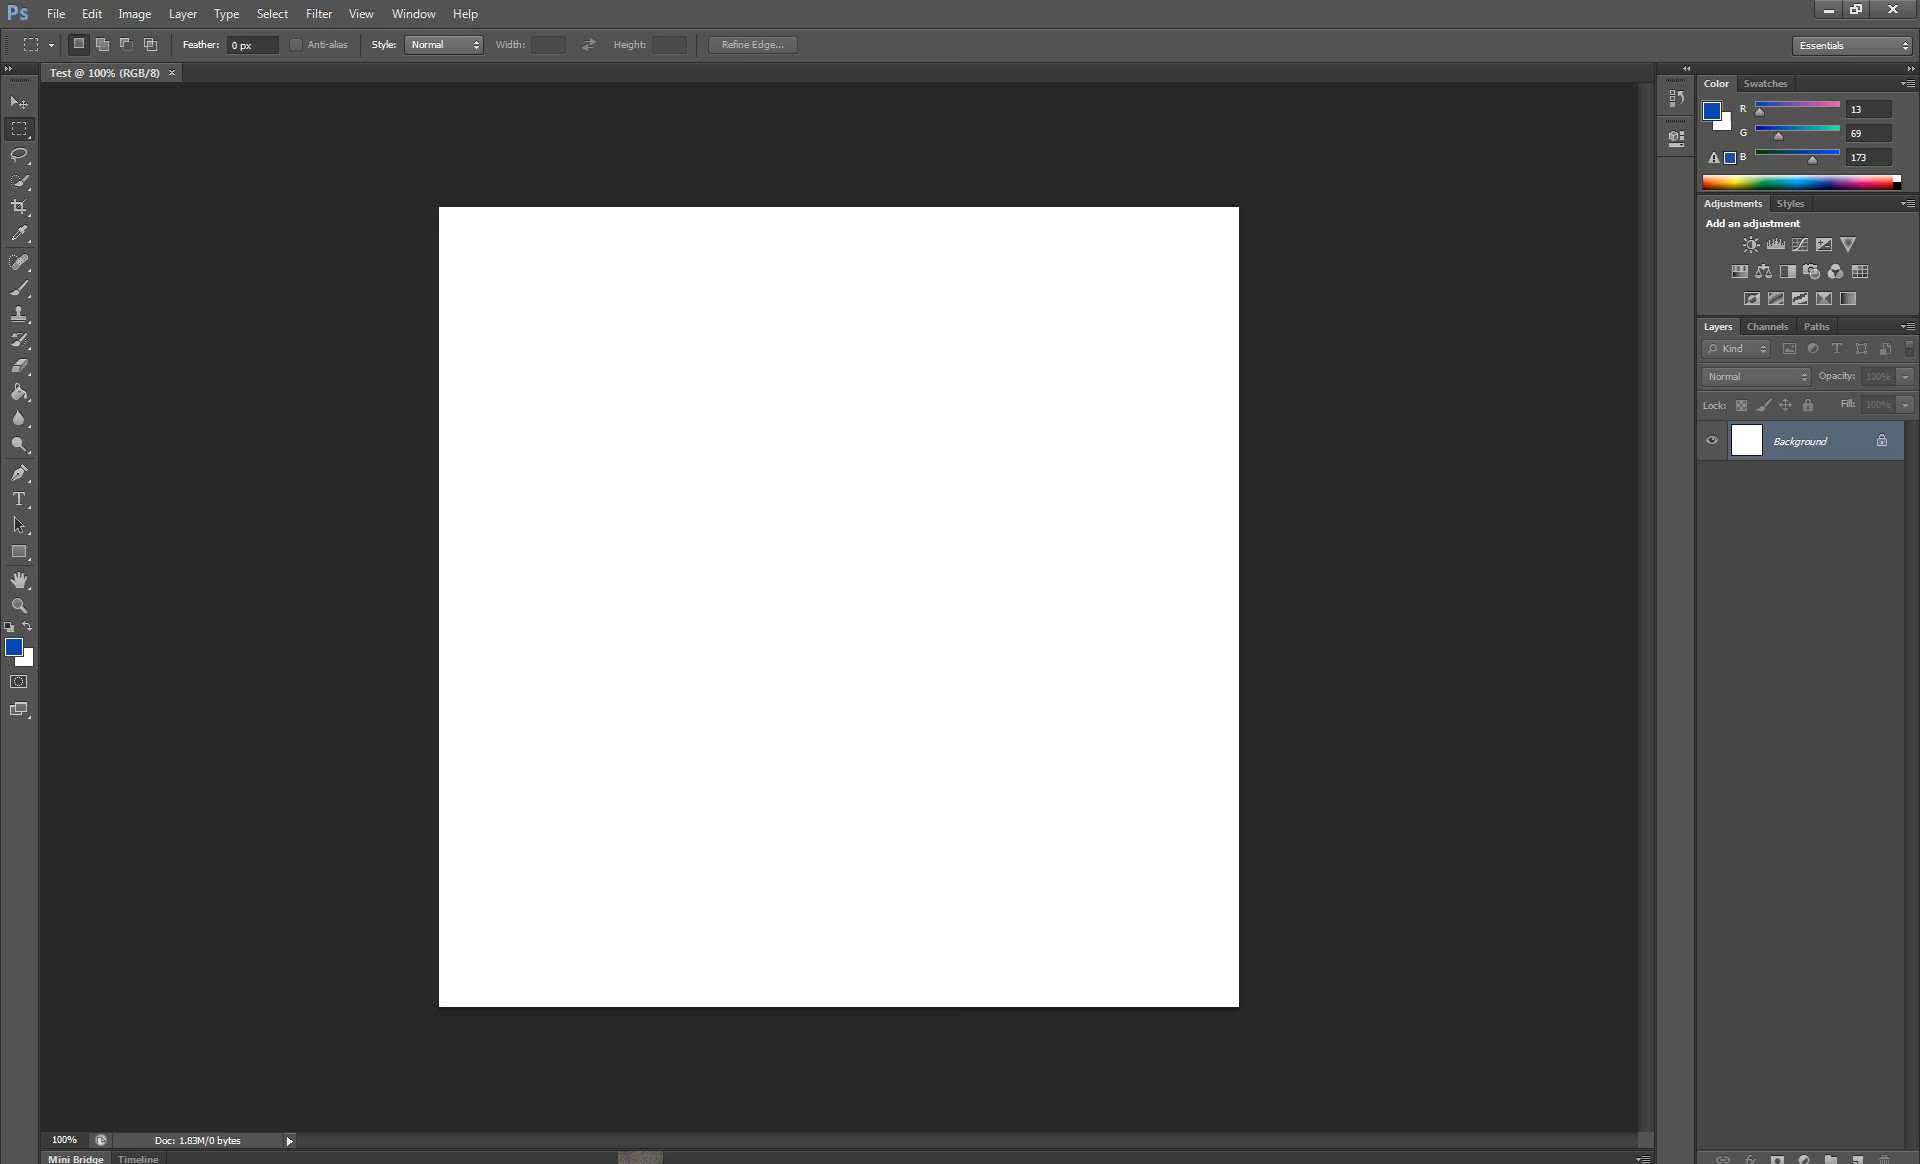 Ps File Edit Image Layer Type Select Filter View Window Help
Feather: 0 px Anti-alias Style: Normal Width: Height: Refine Edge... Essentials
Test @ 100% (RGB/8) ×
Color Swatches
R 13
G 69
B 173
Adjustments Styles
Add an adjustment
Layers Channels Paths
Kind
Normal Opacity: 100%
Lock: Fill: 100%
Background
100% Doc: 1.83M/0 bytes
Mini Bridge Timeline